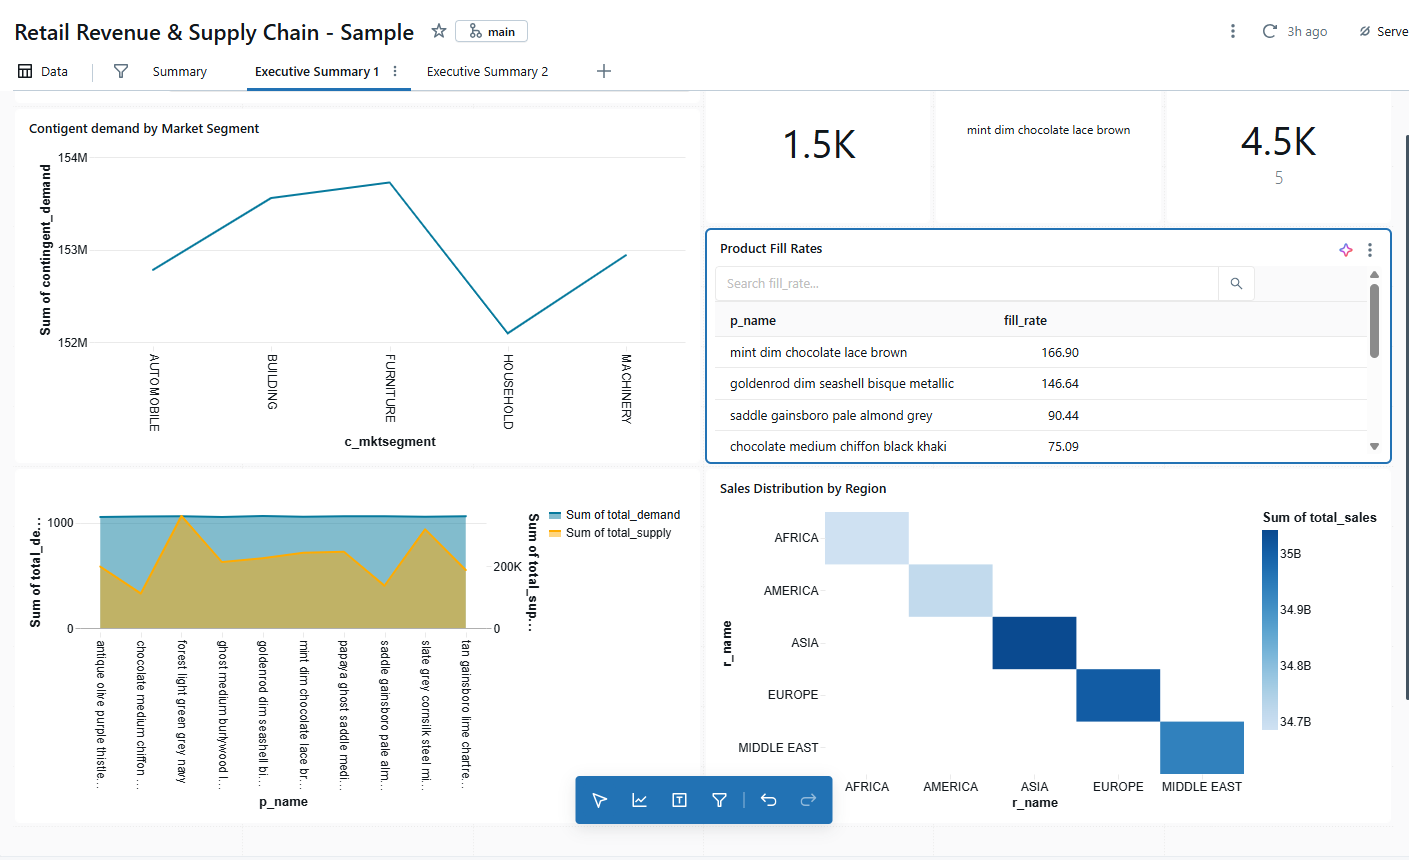 Retail Revenue & Supply Chain - Sample
main
3h ago
Serve
Data
Summary
Executive Summary 1
Executive Summary 2
Contigent demand by Market Segment
154M
153M
152M
Sum of contingent_demand
AUTOMOBILE
BUILDING
FURNITURE
HOUSEHOLD
MACHINERY
c_mktsegment
1.5K
mint dim chocolate lace brown
4.5K
5
Product Fill Rates
Search fill_rate...
p_name fill_rate
mint dim chocolate lace brown 166.90
goldenrod dim seashell bisque metallic 146.64
saddle gainsboro pale almond grey 90.44
chocolate medium chiffon black khaki 75.09
Sum of total_de...
1000
0
200K
0
Sum of total_sup...
Sum of total_demand
Sum of total_supply
antique olive purple thistle...
chocolate medium chiffon...
forest light green grey navy
ghost medium burlywood l...
goldenrod dim seashell bi...
mint dim chocolate lace br...
papaya ghost saddle medi...
saddle gainsboro pale alm...
slate grey cornsilk steel mi...
tan gainsboro lime chartre...
p_name
Sales Distribution by Region
r_name
AFRICA
AMERICA
ASIA
EUROPE
MIDDLE EAST
AFRICA AMERICA ASIA EUROPE MIDDLE EAST
r_name
Sum of total_sales
35B
34.9B
34.8B
34.7B